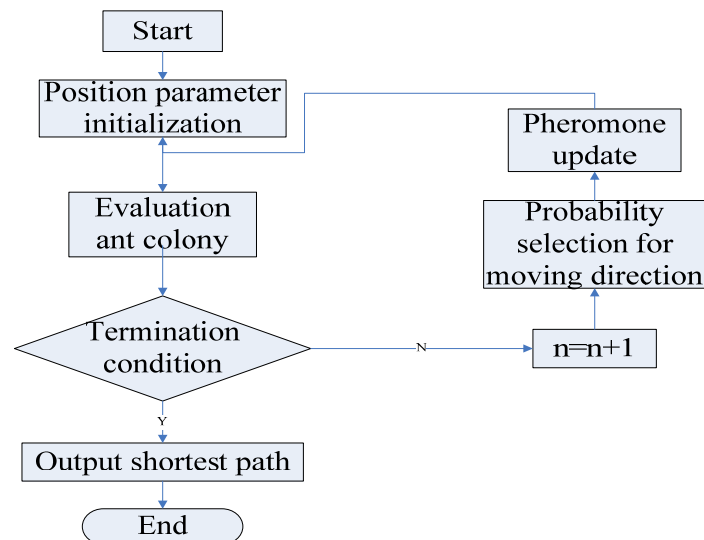 Start
Position parameter
initialization
Evaluation
ant colony
Termination
condition
N
n=n+1
Probability
selection for
moving direction
Pheromone
update
Y
Output shortest path
End